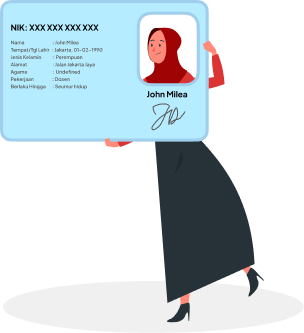 NIK: XXX XXX XXX XXX
Nama : John Milea
Tempat/Tgl Lahir : Jakarta, 01-02-1990
Jenis Kelamin : Perempuan
Alamat : Jalan Jakarta Jaya
Agama : Undefined
Pekerjaan : Dosen
Berlaku Hingga : Seumur hidup
John Milea